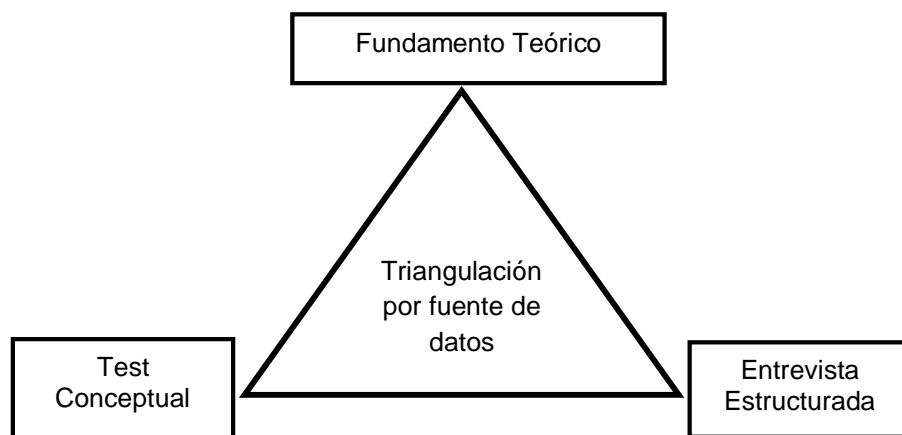 Fundamento Teórico
Triangulación
por fuente de
datos
Test
Conceptual
Entrevista
Estructurada